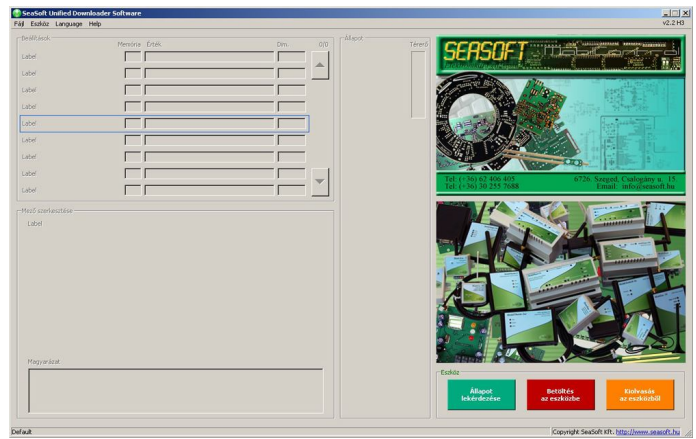 SeaSoft Unified Downloader Software
Fájl Eszköz Language Help
v2.2 H3
Beállítások
Memória Érték Dim. 0/0
Label
Label
Label
Label
Label
Label
Label
Label
Label
Állapot
Térerő
SEASOFT
Tel: (+36) 62 406 405
Tel: (+36) 30 255 7688
6726. Szeged, Csalogány u. 15.
Email: info@seasoft.hu
Mező szerkesztése
Label
Magyarázat
Eszköz
Állapot
lekérdezése
Betöltés
az eszközbe
Kiolvasás
az eszközből
Default
Copyright SeaSoft Kft. http://www.seasoft.hu